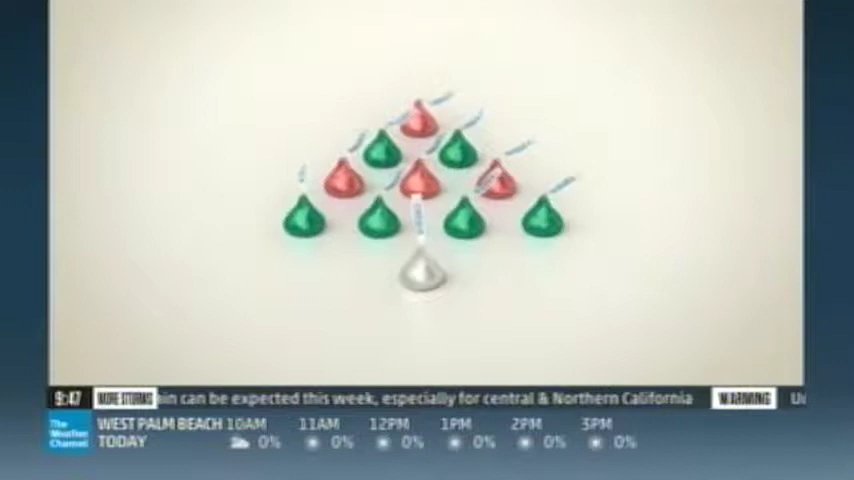 9:47 MORE STORMS ain can be expected this week, especially for central & Northern California WARMING
The
Weather
Channel
WEST PALM BEACH 10AM 11AM 12PM 1PM 2PM 3PM
TODAY 0% 0% 0% 0% 0% 0%